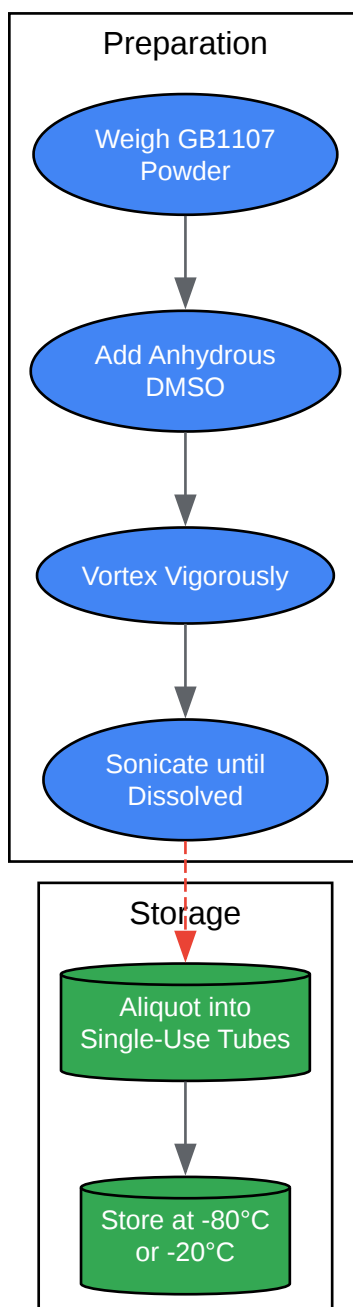 Preparation
Weigh GB1107
Powder
Add Anhydrous
DMSO
Vortex Vigorously
Sonicate until
Dissolved
Storage
Aliquot into
Single-Use Tubes
Store at -80°C
or -20°C